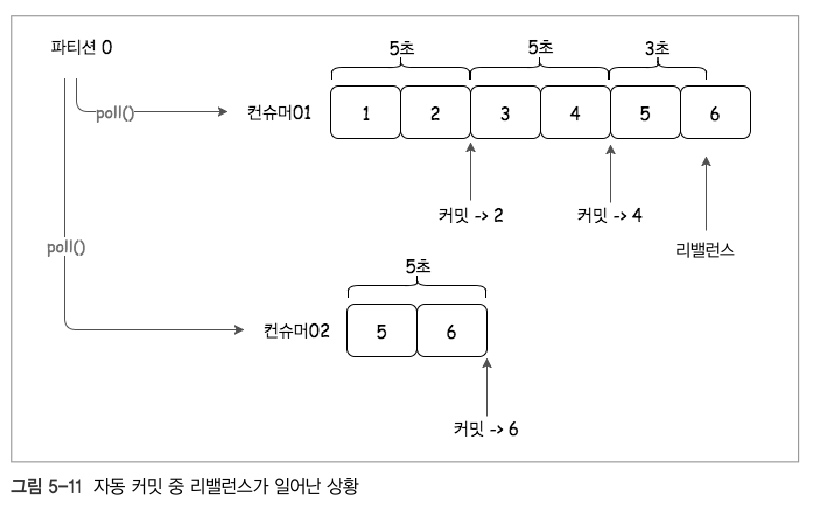 파티션 0
5초
5초
3초
poll()
컨슈머01
1
2
3
4
5
6
커밋 -> 2
커밋 -> 4
리밸런스
poll()
5초
컨슈머02
5
6
커밋 -> 6
그림 5-11 자동 커밋 중 리밸런스가 일어난 상황